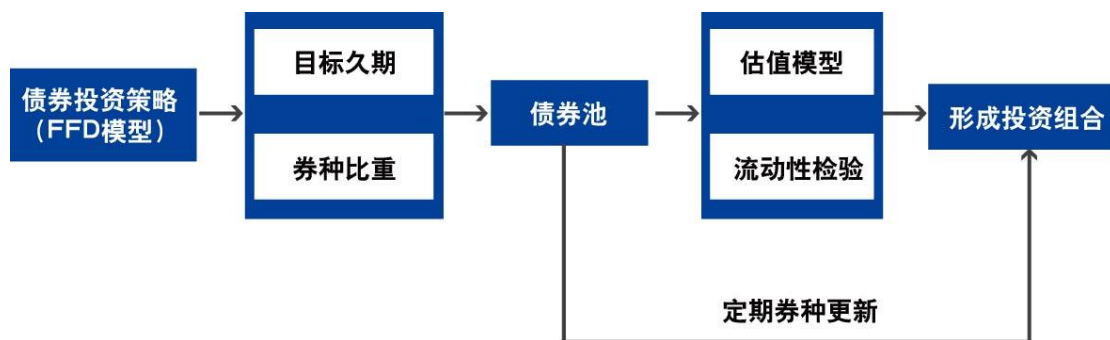 债券投资策略
（FFD模型）
目标久期
券种比重
债券池
估值模型
流动性检验
形成投资组合
定期券种更新